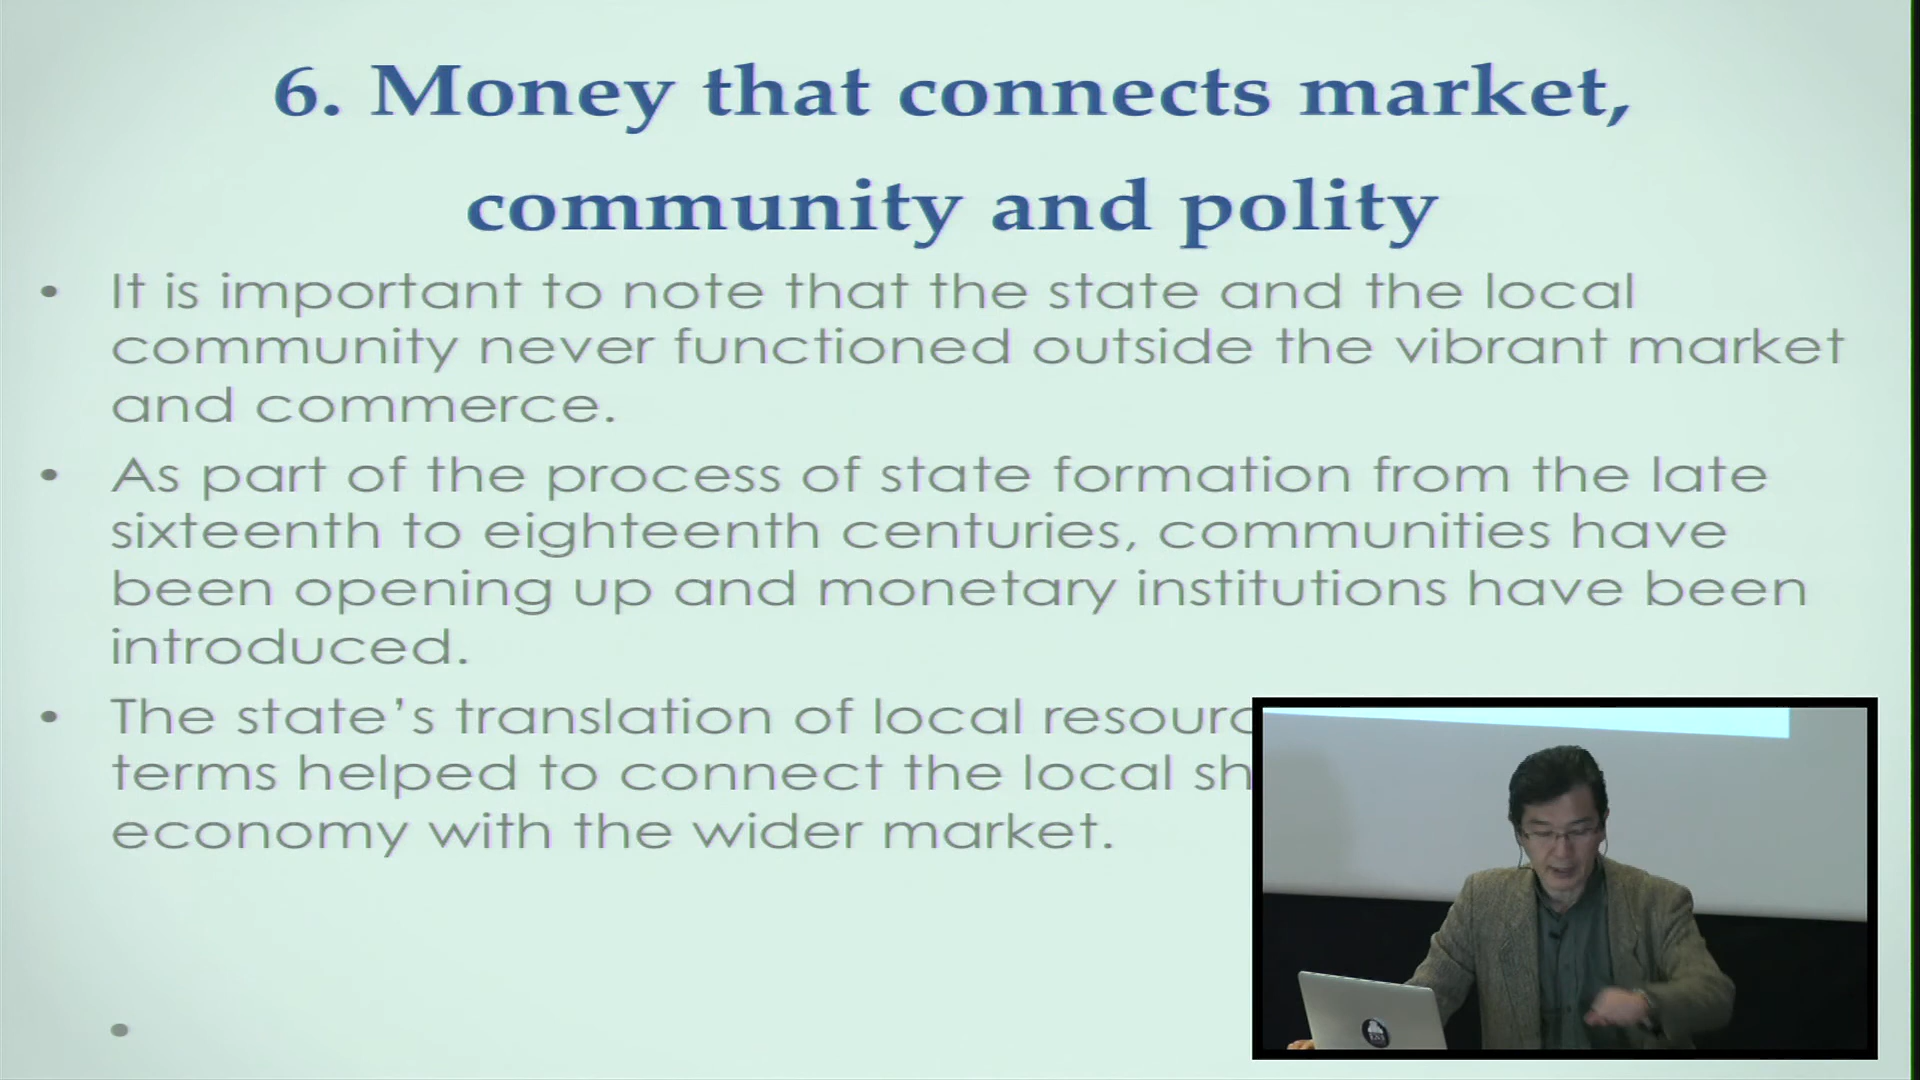 6. Money that connects market,
community and polity
• It is important to note that the state and the local
community never functioned outside the vibrant market
and commerce.
• As part of the process of state formation from the late
sixteenth to eighteenth centuries, communities have
been opening up and monetary institutions have been
introduced.
• The state’s translation of local
terms helped to connect the local
economy with the wider market.
•